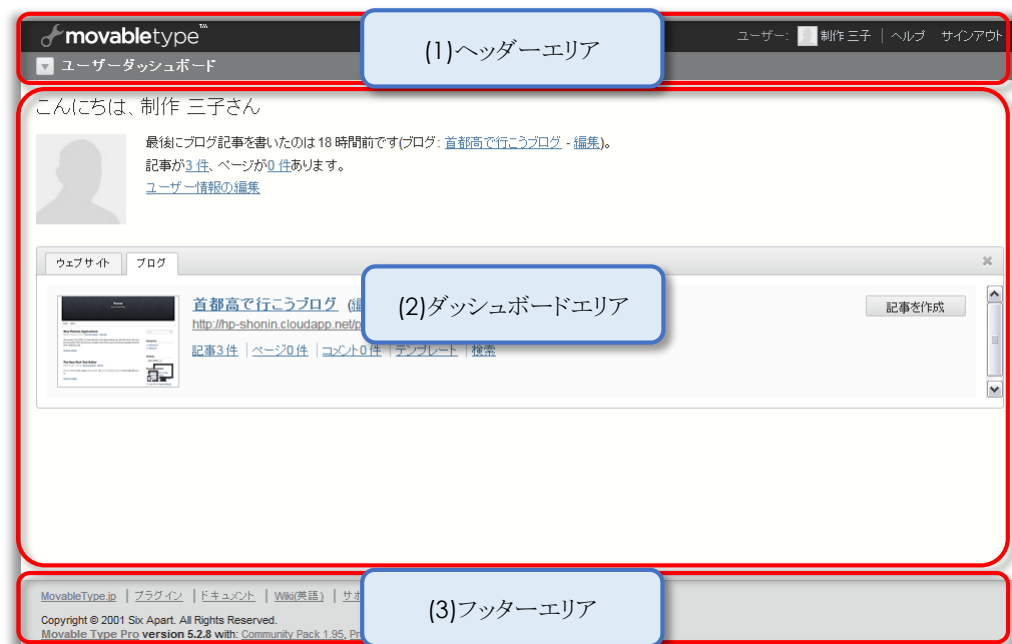 movabletype™
ユーザー: 制作 三子 | ヘルプ サインアウト
(1)ヘッダーエリア
ユーザーダッシュボード
こんにちは、制作 三子さん
最後にブログ記事を書いたのは 18 時間前です(ブログ: 首都高で行こうブログ - 編集)。
記事が3 件、ページが0 件あります。
ユーザー情報の編集
ウェブサイト ブログ
首都高で行こうブログ
(2)ダッシュボードエリア
記事を作成
http://hp-shonin.cloudapp.net/p
記事3 件 | ページ0 件 | コメント0 件 | テンプレート | 検索
MovableType.jp | プラグイン | ドキュメント | Wiki(英語) | サポ
(3)フッターエリア
Copyright © 2001 Six Apart. All Rights Reserved.
Movable Type Pro version 5.2.8 with: Community Pack 1.95,